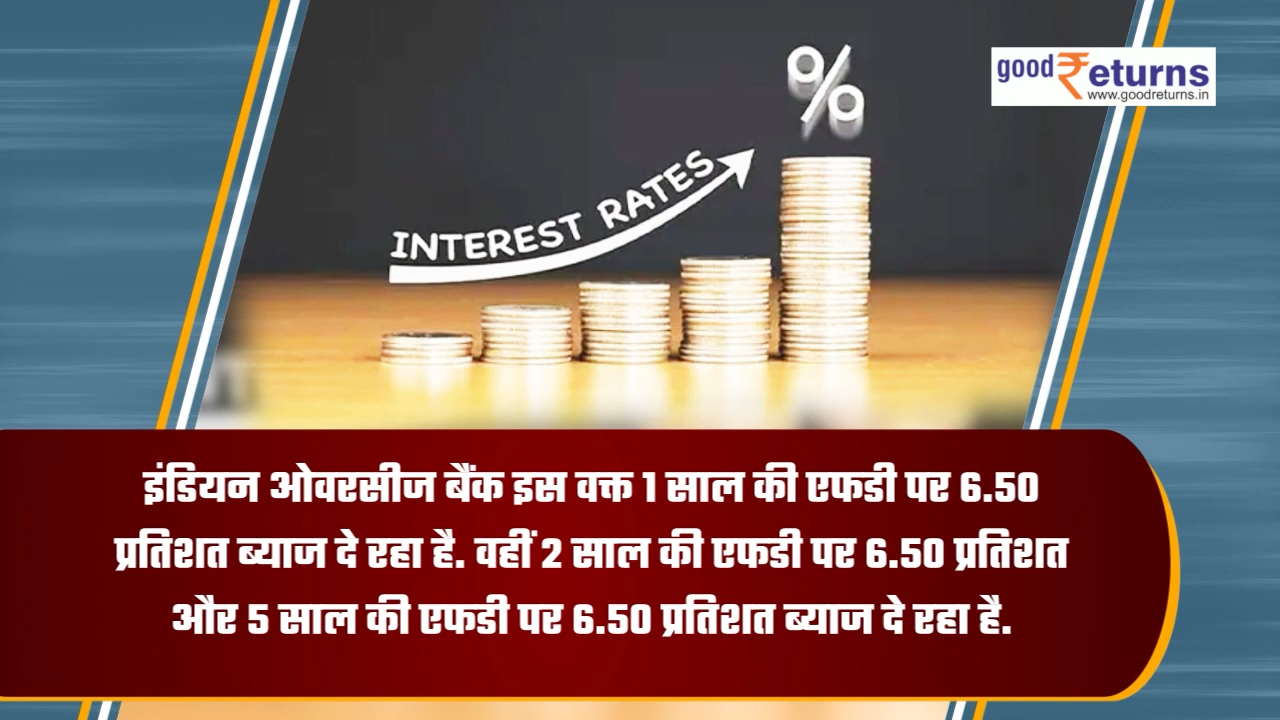 good ₹eturns
www.goodreturns.in
%
INTEREST RATES
इंडियन ओवरसीज बैंक इस वक्त 1 साल की एफडी पर 6.50
प्रतिशत ब्याज दे रहा है. वहीं 2 साल की एफडी पर 6.50 प्रतिशत
और 5 साल की एफडी पर 6.50 प्रतिशत ब्याज दे रहा है.